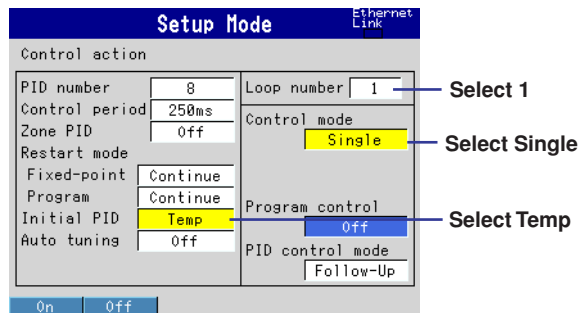 Setup Mode
Ethernet
Link
Control action
PID number 8
Control period 250ms
Zone PID Off
Restart mode
Fixed-point Continue
Program Continue
Initial PID Temp
Auto tuning Off
Loop number 1
Control mode
Single
Program control
Off
PID control mode
Follow-Up
Select 1
Select Single
Select Temp
On Off